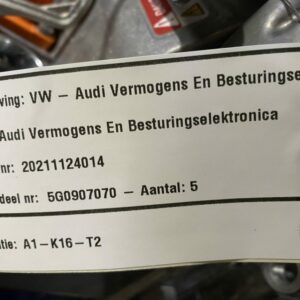 ving: VW – Audi Vermogens En Besturingse
Audi Vermogens En Besturingselektronica
nr: 20211124014
deel nr: 5G0907070 – Aantal: 5
tie: A1-K16-T2